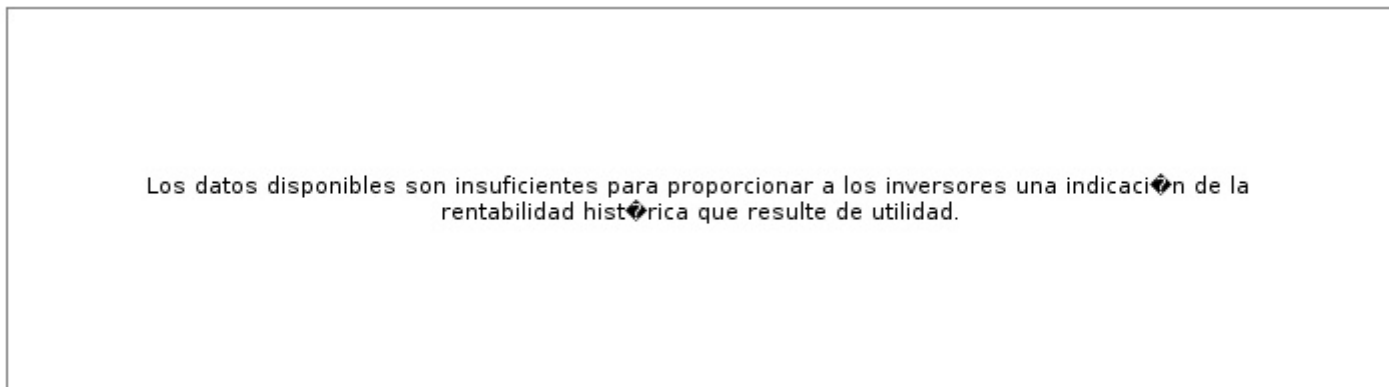 Los datos disponibles son insuficientes para proporcionar a los inversores una indicaci�n de la
rentabilidad hist�rica que resulte de utilidad.